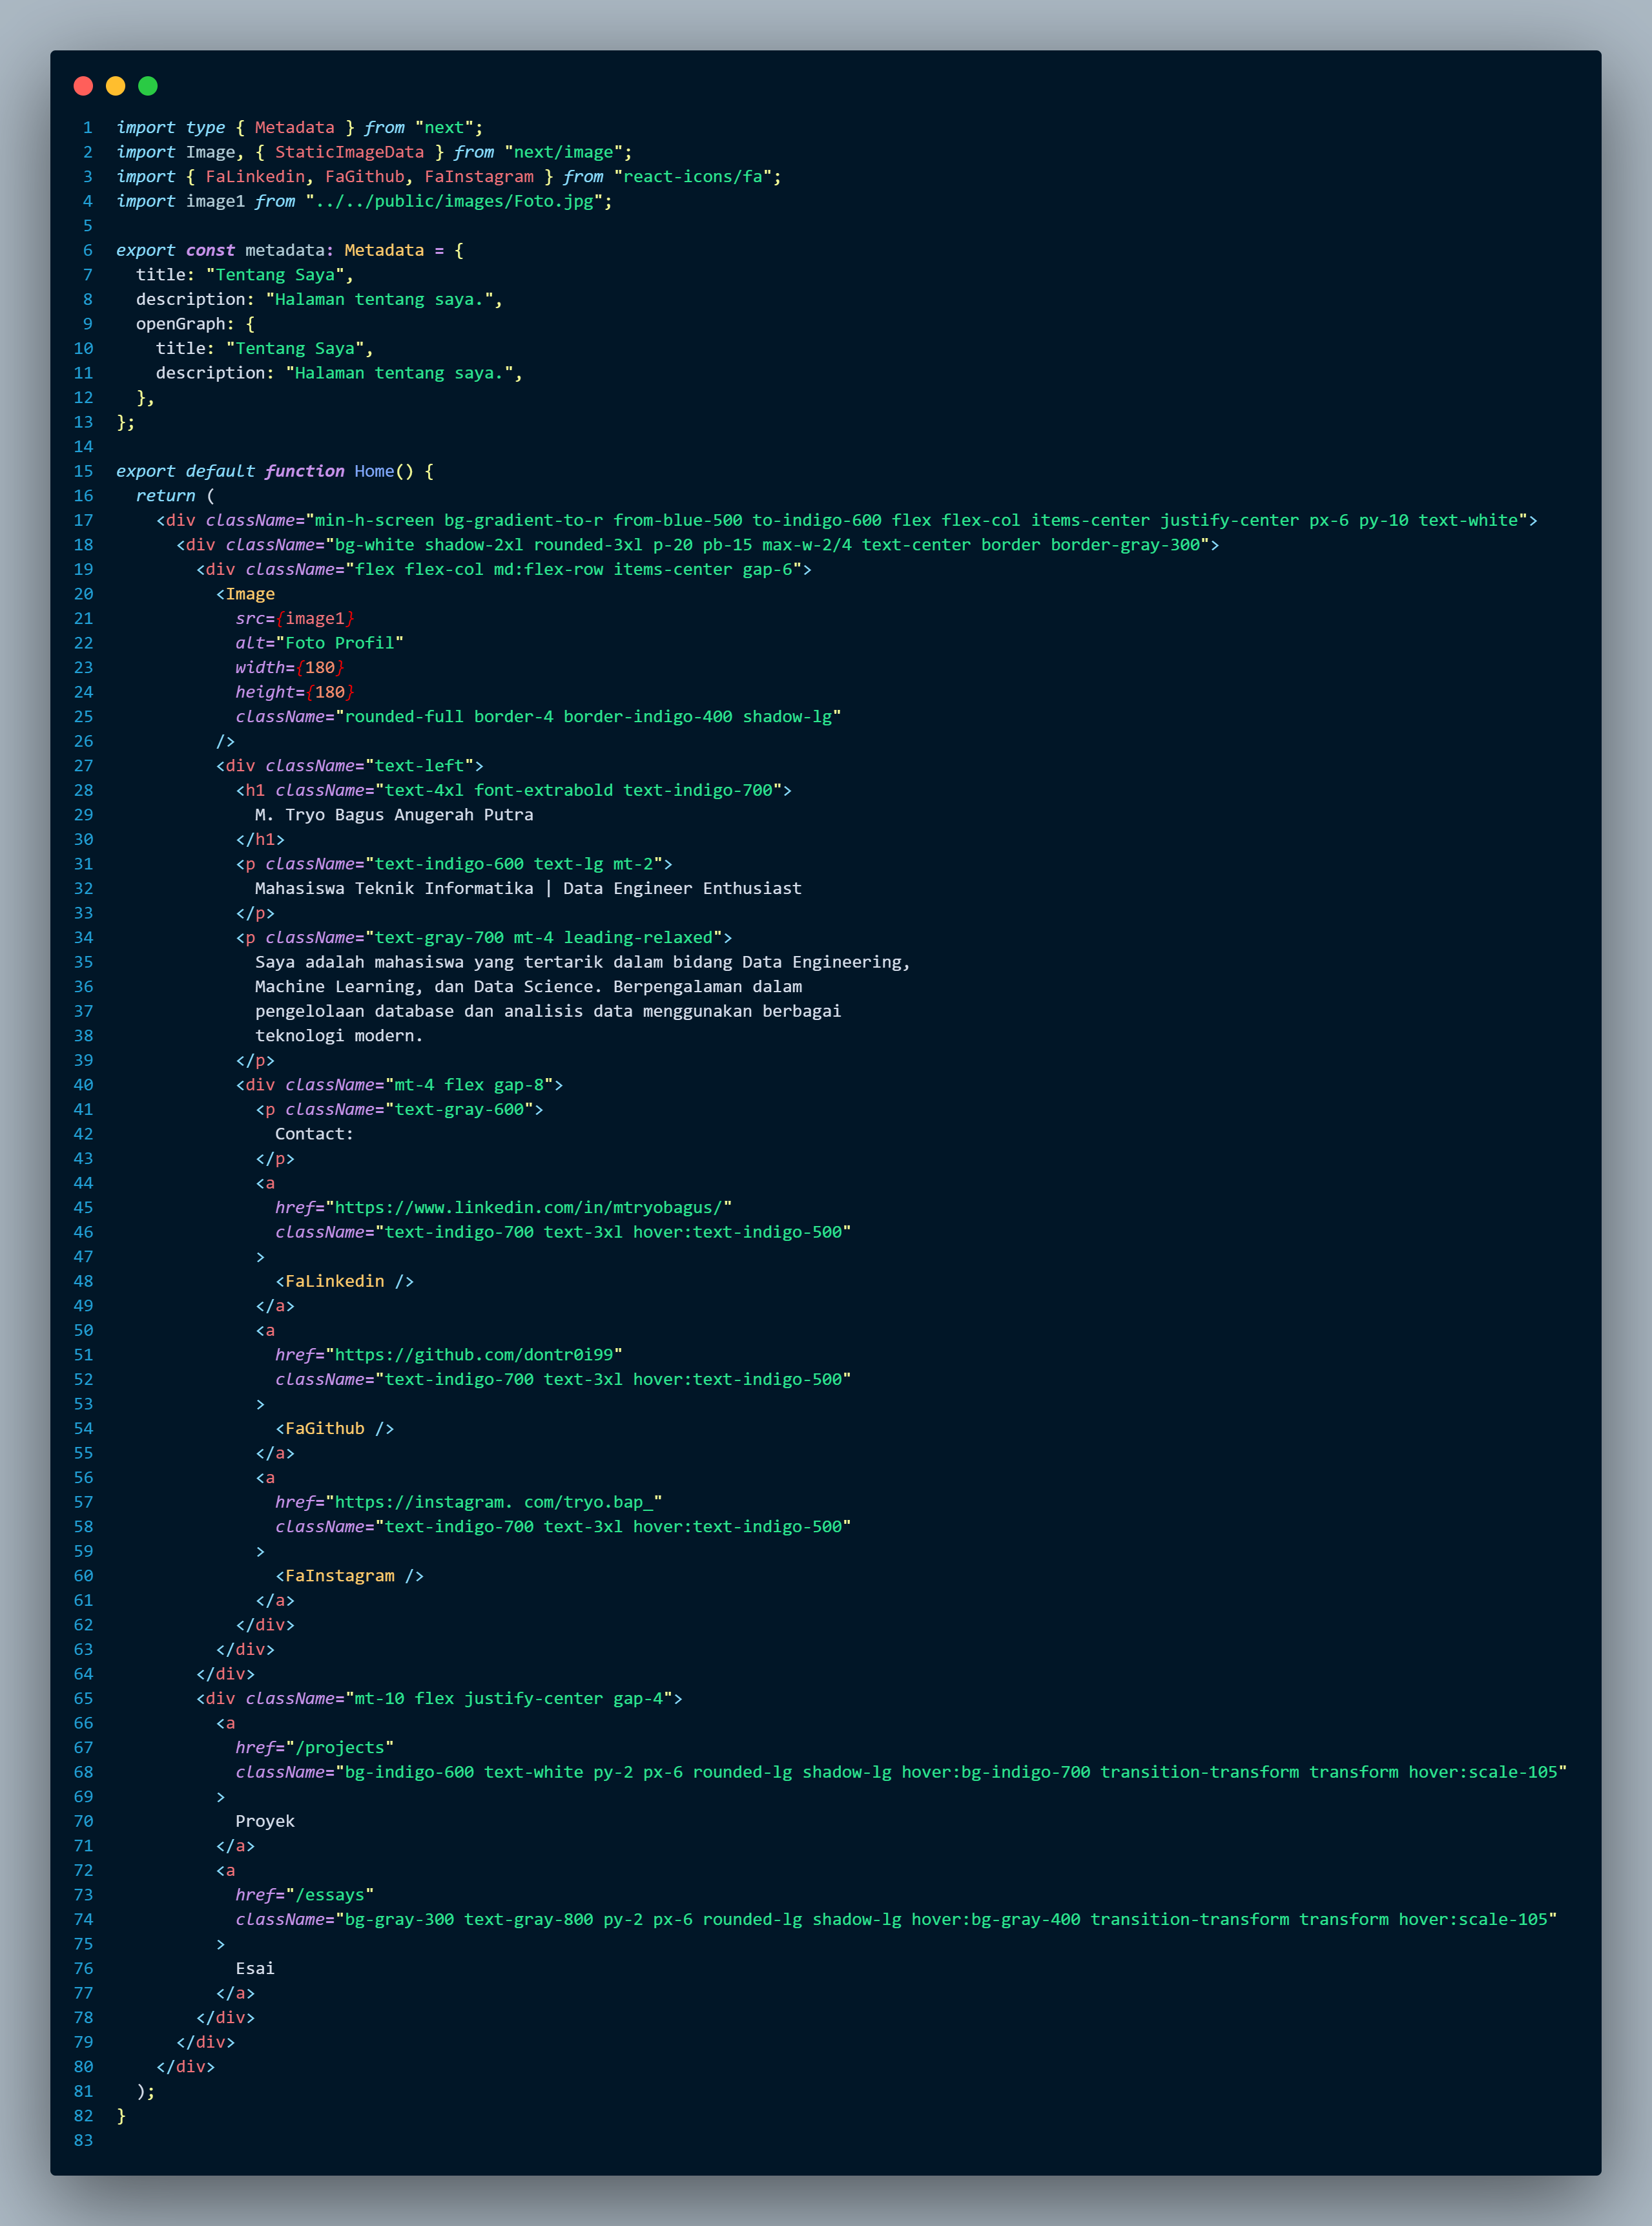 1 import type { Metadata } from "next";
2 import Image, { StaticImageData } from "next/image";
3 import { FaLinkedin, FaGithub, FaInstagram } from "react-icons/fa";
4 import image1 from "../../public/images/Foto.jpg";
5
6 export const metadata: Metadata = {
7   title: "Tentang Saya",
8   description: "Halaman tentang saya.",
9   openGraph: {
10     title: "Tentang Saya",
11     description: "Halaman tentang saya.",
12   },
13 };
14
15 export default function Home() {
16   return (
17     <div className="min-h-screen bg-gradient-to-r from-blue-500 to-indigo-600 flex flex-col items-center justify-center px-6 py-10 text-white">
18       <div className="bg-white shadow-2xl rounded-3xl p-20 pb-15 max-w-2/4 text-center border border-gray-300">
19         <div className="flex flex-col md:flex-row items-center gap-6">
20           <Image
21             src={image1}
22             alt="Foto Profil"
23             width={180}
24             height={180}
25             className="rounded-full border-4 border-indigo-400 shadow-lg"
26           />
27           <div className="text-left">
28             <h1 className="text-4xl font-extrabold text-indigo-700">
29               M. Tryo Bagus Anugerah Putra
30             </h1>
31             <p className="text-indigo-600 text-lg mt-2">
32               Mahasiswa Teknik Informatika | Data Engineer Enthusiast
33             </p>
34             <p className="text-gray-700 mt-4 leading-relaxed">
35               Saya adalah mahasiswa yang tertarik dalam bidang Data Engineering,
36               Machine Learning, dan Data Science. Berpengalaman dalam
37               pengelolaan database dan analisis data menggunakan berbagai
38               teknologi modern.
39             </p>
40             <div className="mt-4 flex gap-8">
41               <p className="text-gray-600">
42                 Contact:
43               </p>
44               <a
45                 href="https://www.linkedin.com/in/mtryobagus/"
46                 className="text-indigo-700 text-3xl hover:text-indigo-500"
47               >
48                 <FaLinkedin />
49               </a>
50               <a
51                 href="https://github.com/dontr0i99"
52                 className="text-indigo-700 text-3xl hover:text-indigo-500"
53               >
54                 <FaGithub />
55               </a>
56               <a
57                 href="https://instagram. com/tryo.bap_"
58                 className="text-indigo-700 text-3xl hover:text-indigo-500"
59               >
60                 <FaInstagram />
61               </a>
62             </div>
63           </div>
64         </div>
65         <div className="mt-10 flex justify-center gap-4">
66           <a
67             href="/projects"
68             className="bg-indigo-600 text-white py-2 px-6 rounded-lg shadow-lg hover:bg-indigo-700 transition-transform transform hover:scale-105"
69           >
70             Proyek
71           </a>
72           <a
73             href="/essays"
74             className="bg-gray-300 text-gray-800 py-2 px-6 rounded-lg shadow-lg hover:bg-gray-400 transition-transform transform hover:scale-105"
75           >
76             Esai
77           </a>
78         </div>
79       </div>
80     </div>
81   );
82 }
83